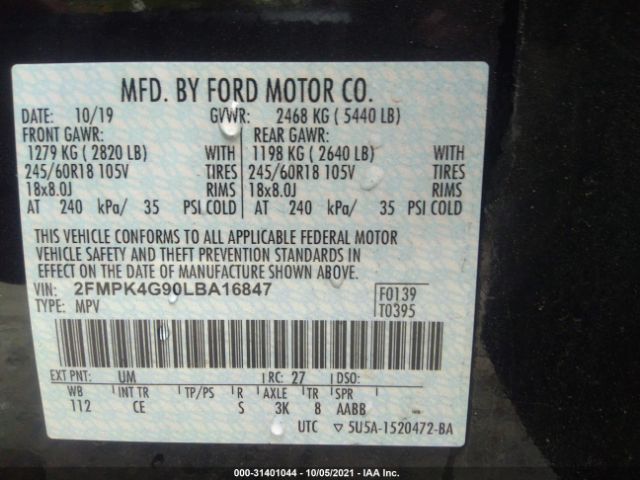 MFD. BY FORD MOTOR CO.
DATE: 10/19 GVWR: 2468 KG ( 5440 LB)
FRONT GAWR: REAR GAWR:
1279 KG ( 2820 LB) WITH 1198 KG ( 2640 LB) WITH
245/60R18 105V TIRES 245/60R18 105V TIRES
18x8.0J RIMS 18x8.0J RIMS
AT 240 kPa/ 35 PSI COLD AT 240 kPa/ 35 PSI COLD
THIS VEHICLE CONFORMS TO ALL APPLICABLE FEDERAL MOTOR
VEHICLE SAFETY AND THEFT PREVENTION STANDARDS IN
EFFECT ON THE DATE OF MANUFACTURE SHOWN ABOVE.
VIN: 2FMPK4G90LBA16847 F0139
TYPE: MPV T0395
EXT PNT: UM RC: 27 DSO:
WB INT TR TP/PS R AXLE TR SPR
112 CE S 3K 8 AABB
UTC ▽ 5U5A-1520472-BA
000-31401044 - 10/05/2021 - IAA Inc.